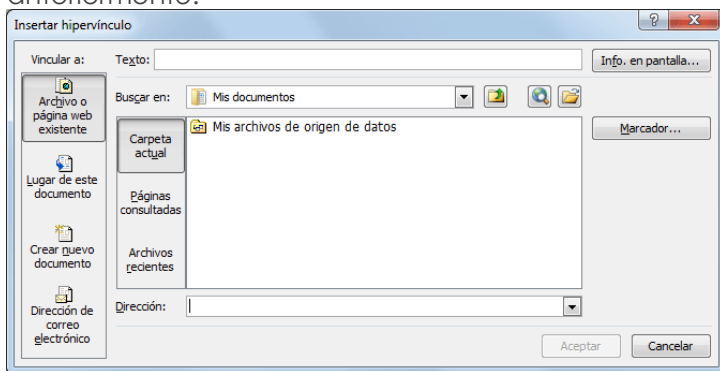 anteriormente.
Insertar hipervínculo
Vincular a:
Texto:
Info. en pantalla...
Archivo o
página web
existente
Buscar en:
Mis documentos
Carpeta
actual
Mis archivos de origen de datos
Marcador...
Lugar de este
documento
Páginas
consultadas
Crear nuevo
documento
Archivos
recientes
Dirección de
correo
electrónico
Dirección:
Aceptar
Cancelar